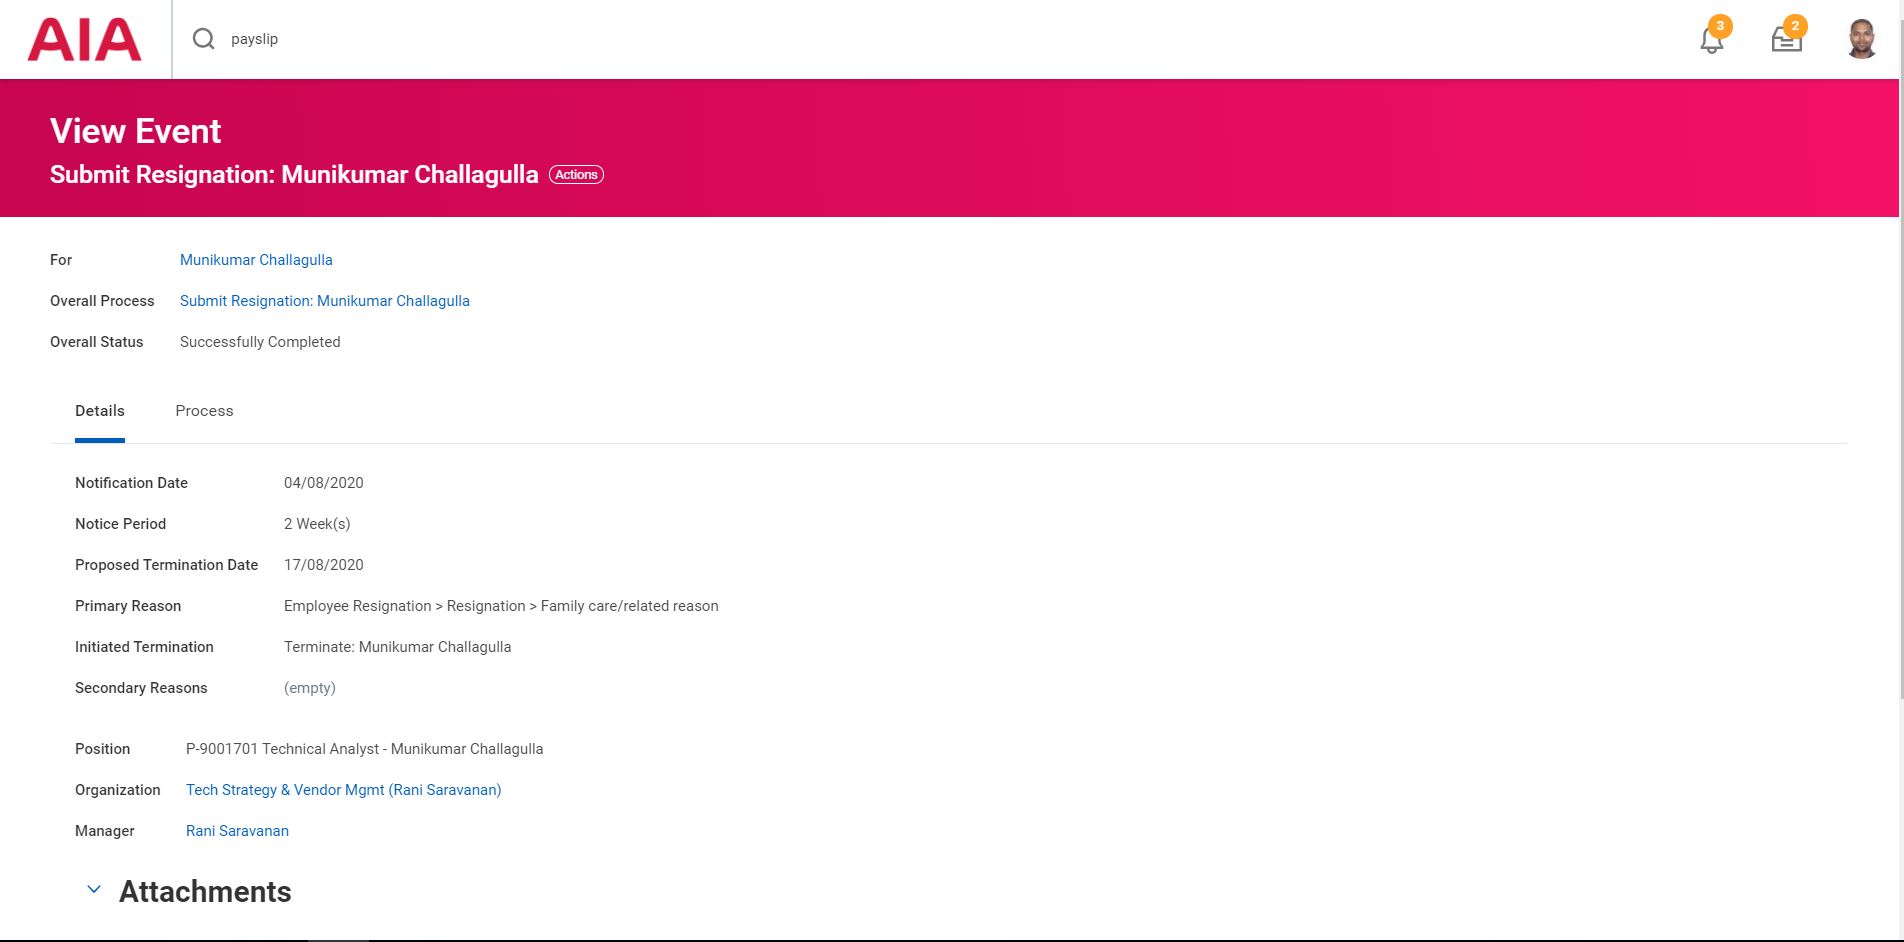 AIA payslip 3 2
View Event
Submit Resignation: Munikumar Challagulla Actions
For Munikumar Challagulla
Overall Process Submit Resignation: Munikumar Challagulla
Overall Status Successfully Completed
Details Process
Notification Date 04/08/2020
Notice Period 2 Week(s)
Proposed Termination Date 17/08/2020
Primary Reason Employee Resignation > Resignation > Family care/related reason
Initiated Termination Terminate: Munikumar Challagulla
Secondary Reasons (empty)
Position P-9001701 Technical Analyst - Munikumar Challagulla
Organization Tech Strategy & Vendor Mgmt (Rani Saravanan)
Manager Rani Saravanan
Attachments